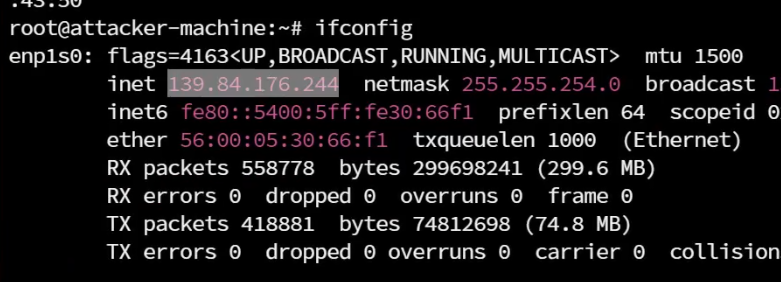 .43.50
root@attacker-machine:~# ifconfig
enp1s0: flags=4163<UP,BROADCAST,RUNNING,MULTICAST>  mtu 1500
        inet 139.84.176.244  netmask 255.255.254.0  broadcast 1
        inet6 fe80::5400:5ff:fe30:66f1  prefixlen 64  scopeid 0
        ether 56:00:05:30:66:f1  txqueuelen 1000  (Ethernet)
        RX packets 558778  bytes 299698241 (299.6 MB)
        RX errors 0  dropped 0  overruns 0  frame 0
        TX packets 418881  bytes 74812698 (74.8 MB)
        TX errors 0  dropped 0 overruns 0  carrier 0  collision